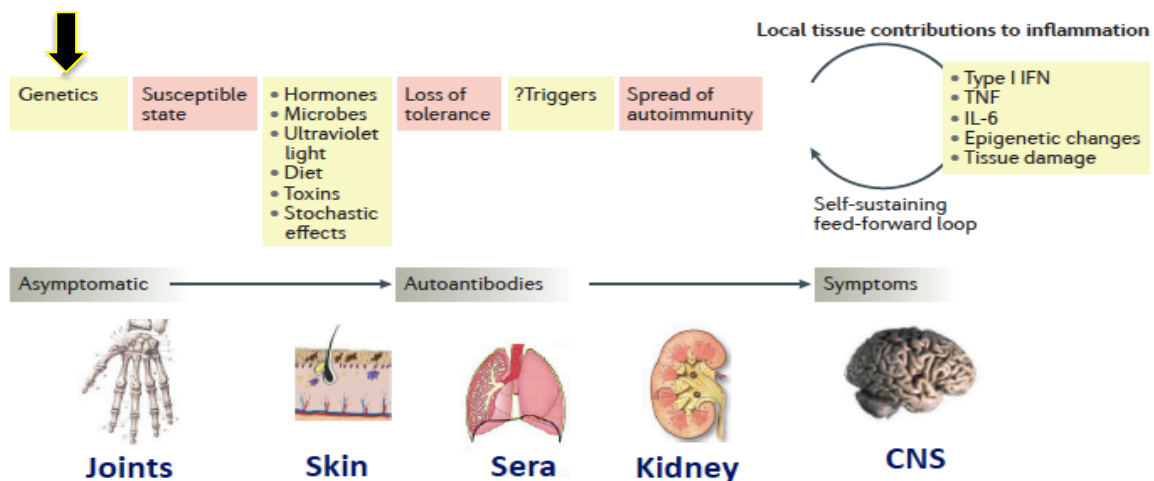 Local tissue contributions to inflammation
Genetics
Susceptible
state
• Hormones
• Microbes
• Ultraviolet
light
• Diet
• Toxins
• Stochastic
effects
Loss of
tolerance
?Triggers
Spread of
autoimmunity
• Type I IFN
• TNF
• IL-6
• Epigenetic changes
• Tissue damage
Self-sustaining
feed-forward loop
Asymptomatic
Autoantibodies
Symptoms
Joints
Skin
Sera
Kidney
CNS